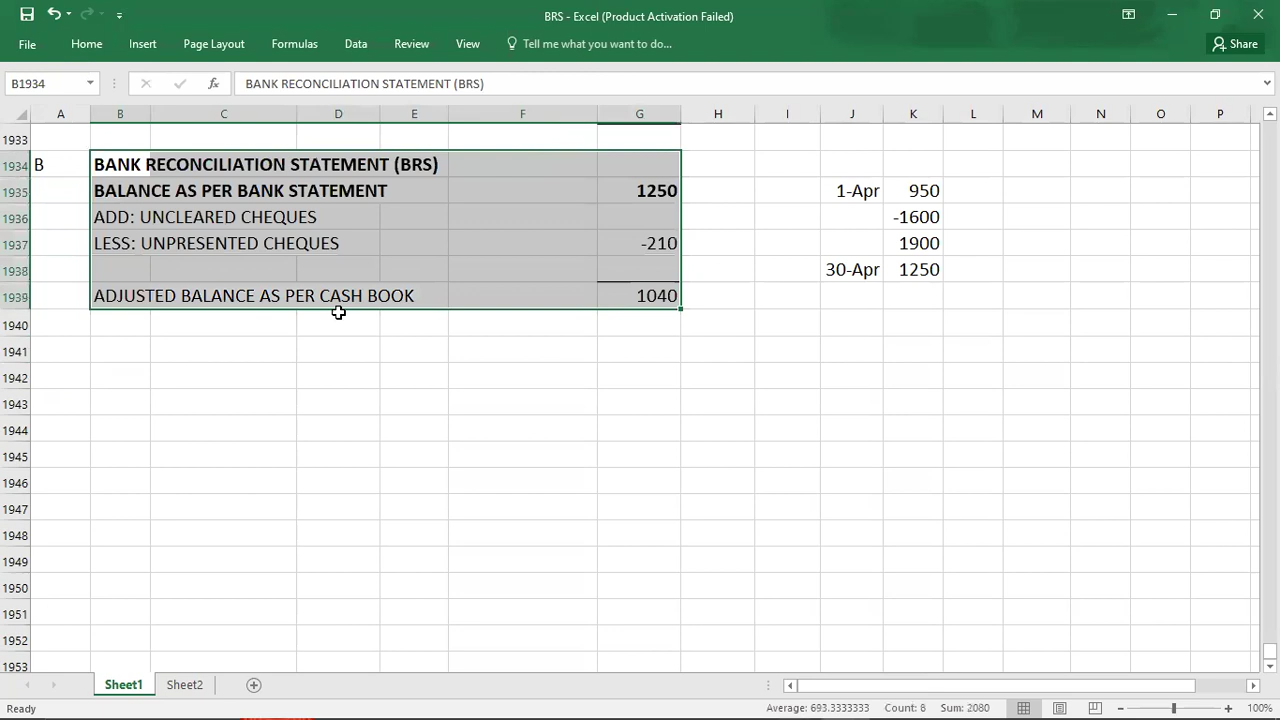 BRS - Excel (Product Activation Failed)
File Home Insert Page Layout Formulas Data Review View Tell me what you want to do... Share
B1934 fx BANK RECONCILIATION STATEMENT (BRS)
A B C D E F G H I J K L M N O P
1933
1934 B BANK RECONCILIATION STATEMENT (BRS)
1935 BALANCE AS PER BANK STATEMENT 1250 1-Apr 950
1936 ADD: UNCLEARED CHEQUES -1600
1937 LESS: UNPRESENTED CHEQUES -210 1900
1938 30-Apr 1250
1939 ADJUSTED BALANCE AS PER CASH BOOK 1040
1940
1941
1942
1943
1944
1945
1946
1947
1948
1949
1950
1951
1952
1953
Sheet1 Sheet2
Ready Average: 693.3333333 Count: 8 Sum: 2080 100%